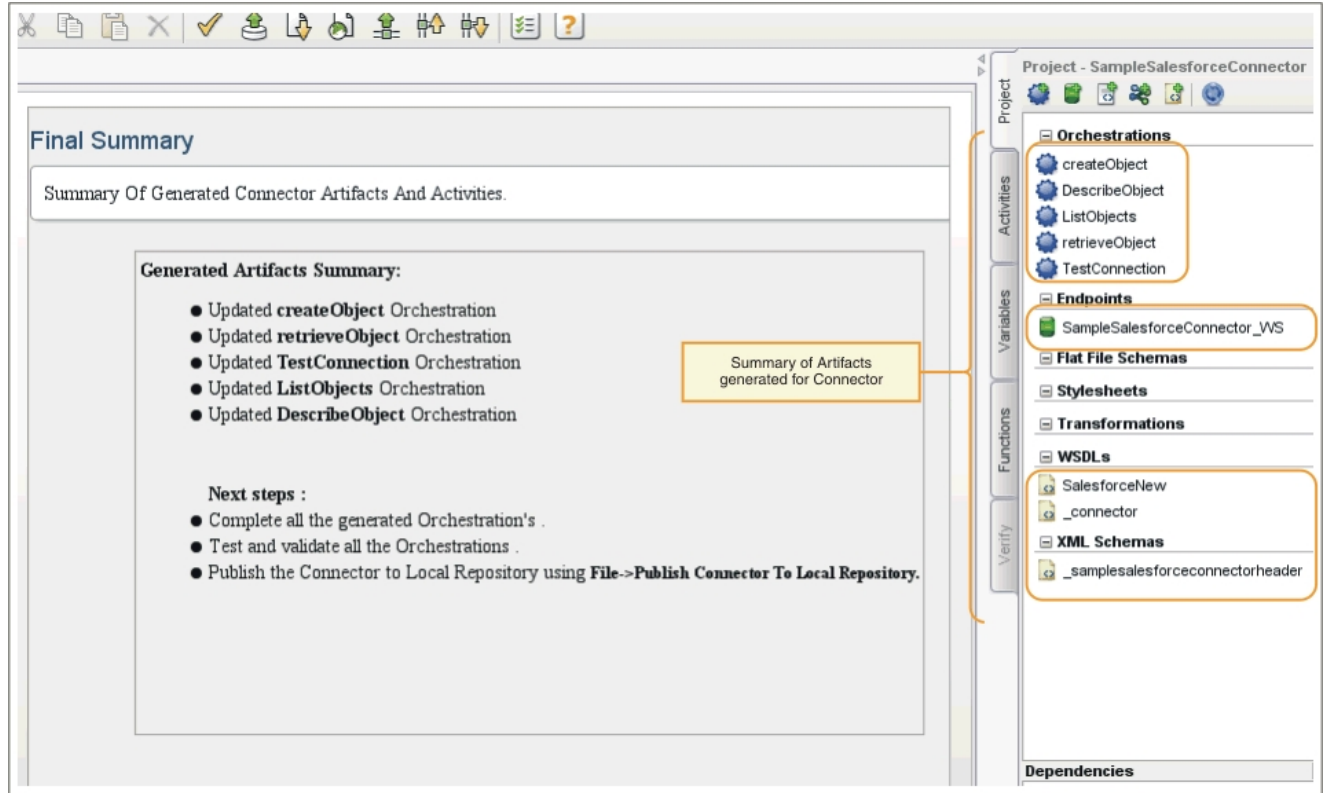 Final Summary
Summary Of Generated Connector Artifacts And Activities.
Generated Artifacts Summary:
● Updated createObject Orchestration
● Updated retrieveObject Orchestration
● Updated TestConnection Orchestration
● Updated ListObjects Orchestration
● Updated DescribeObject Orchestration
Next steps :
● Complete all the generated Orchestration's .
● Test and validate all the Orchestrations .
● Publish the Connector to Local Repository using File->Publish Connector To Local Repository.
Summary of Artifacts
generated for Connector
Project
Activities
Variables
Functions
Verify
Project - SampleSalesforceConnector
Orchestrations
createObject
DescribeObject
ListObjects
retrieveObject
TestConnection
Endpoints
SampleSalesforceConnector_WS
Flat File Schemas
Stylesheets
Transformations
WSDLs
SalesforceNew
_connector
XML Schemas
_samplesalesforceconnectorheader
Dependencies